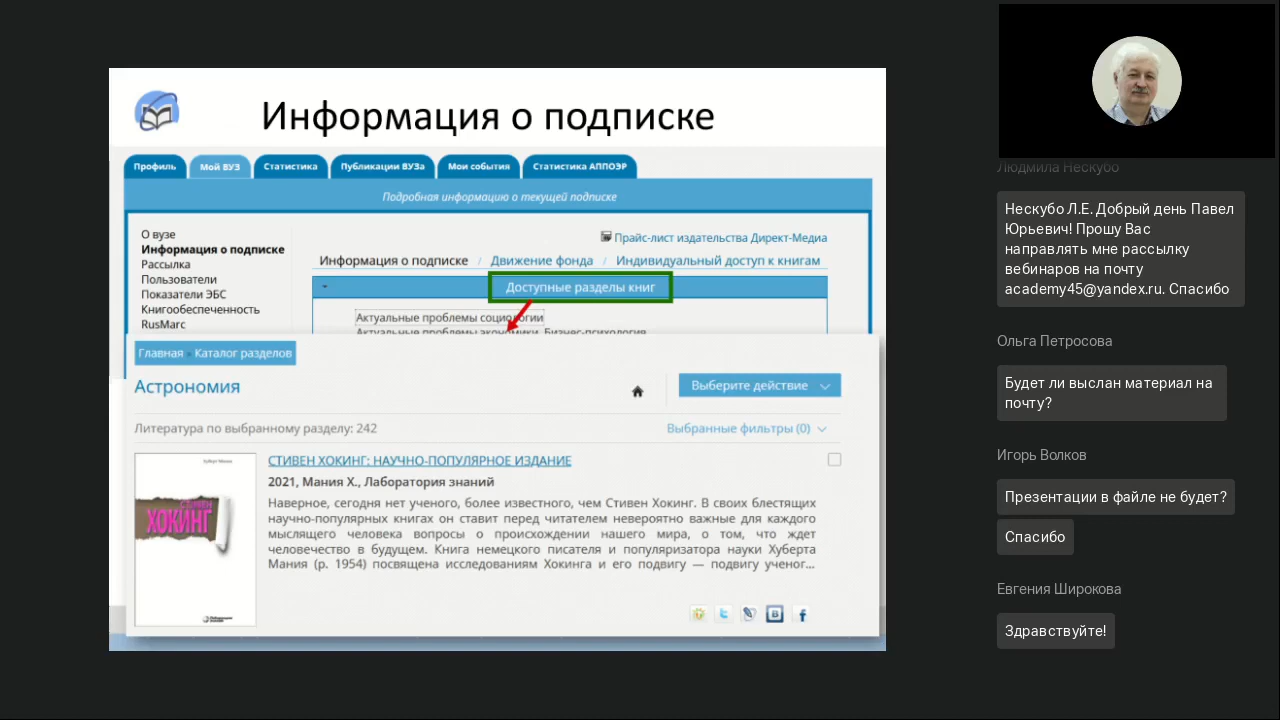 Информация о подписке
Профиль
Мой ВУЗ
Статистика
Публикации ВУЗа
Мои события
Статистика АППОЭР
Подробная информация о текущей подписке
О вузе
Информация о подписке
Рассылка
Пользователи
Показатели ЭБС
Книгообеспеченность
RusMarc
Прайс-лист издательства Директ-Медиа
Информация о подписке / Движение фонда / Индивидуальный доступ к книгам
Доступные разделы книг
Актуальные проблемы социологии
Актуальные проблемы экономики. Бизнес-психология
Главная » Каталог разделов
Астрономия
Выберите действие
Литература по выбранному разделу: 242
Выбранные фильтры (0)
СТИВЕН
ХОКИНГ
СТИВЕН ХОКИНГ: НАУЧНО-ПОПУЛЯРНОЕ ИЗДАНИЕ
2021, Мания Х., Лаборатория знаний
Наверное, сегодня нет ученого, более известного, чем Стивен Хокинг. В своих блестящих
научно-популярных книгах он ставит перед читателем невероятно важные для каждого
мыслящего человека вопросы о происхождении нашего мира, о том, что ждет
человечество в будущем. Книга немецкого писателя и популяризатора науки Хуберта
Мания (р. 1954) посвящена исследованиям Хокинга и его подвигу — подвигу ученог...
Людмила Нескубо
Нескубо Л.Е. Добрый день Павел
Юрьевич! Прошу Вас
направлять мне рассылку
вебинаров на почту
academy45@yandex.ru. Спасибо
Ольга Петросова
Будет ли выслан материал на
почту?
Игорь Волков
Презентации в файле не будет?
Спасибо
Евгения Широкова
Здравствуйте!